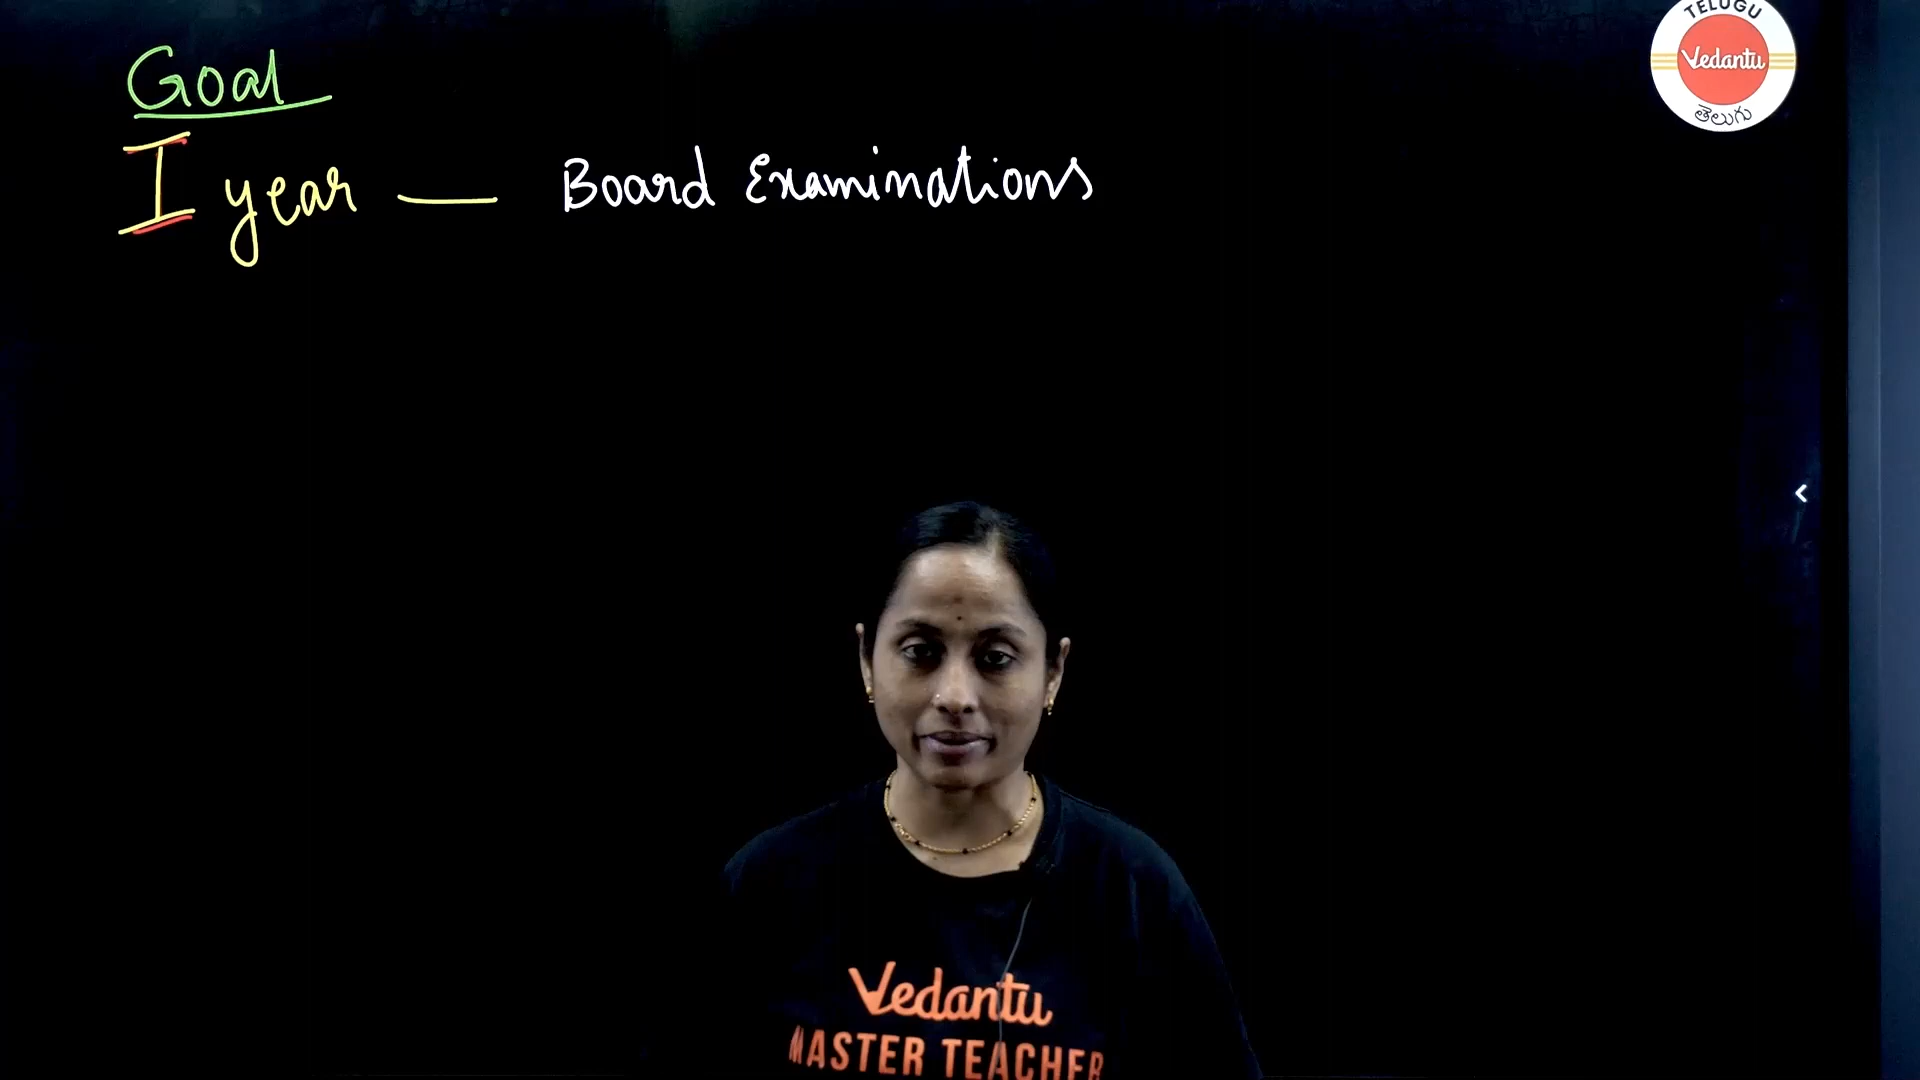 TELUGU
Vedantu
తెలుగు
Goal
I year — Board Examinations
Vedantu
MASTER TEACHER